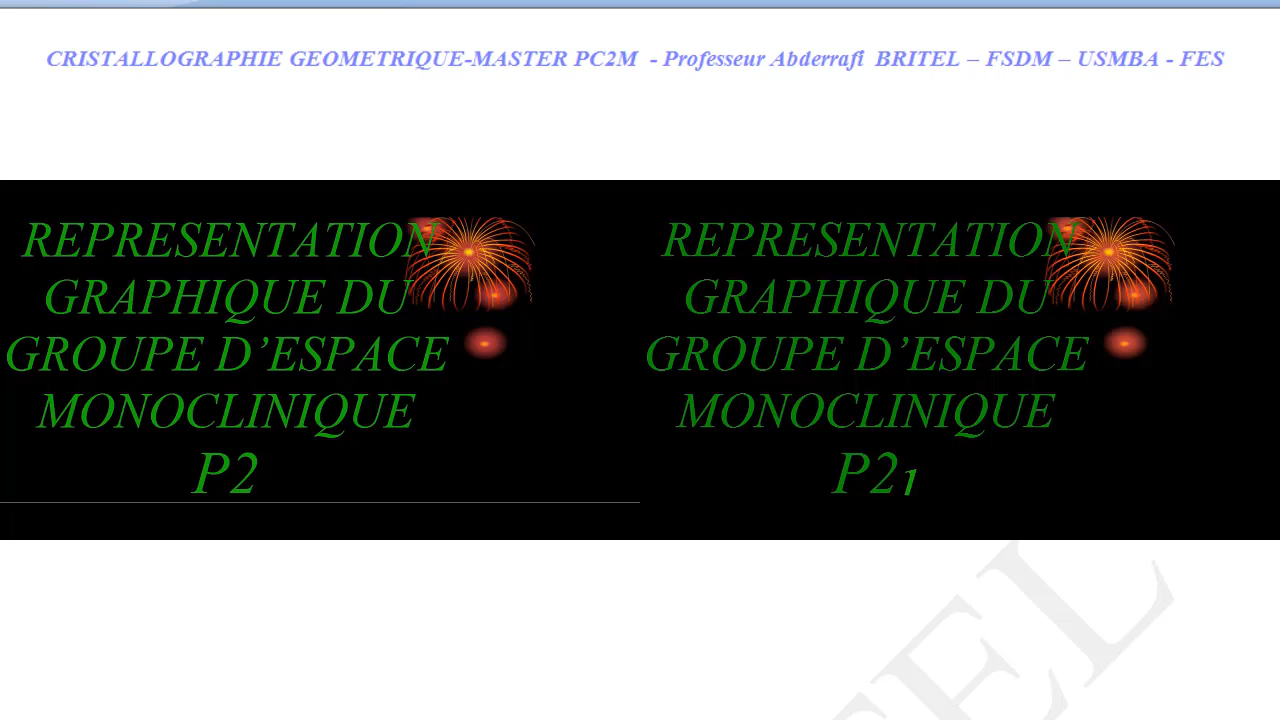 CRISTALLOGRAPHIE GEOMETRIQUE-MASTER PC2M - Professeur Abderrafi BRITEL – FSDM – USMBA - FES
REPRESENTATION
GRAPHIQUE DU
GROUPE D’ESPACE
MONOCLINIQUE
P2
REPRESENTATION
GRAPHIQUE DU
GROUPE D’ESPACE
MONOCLINIQUE
P21
TEL